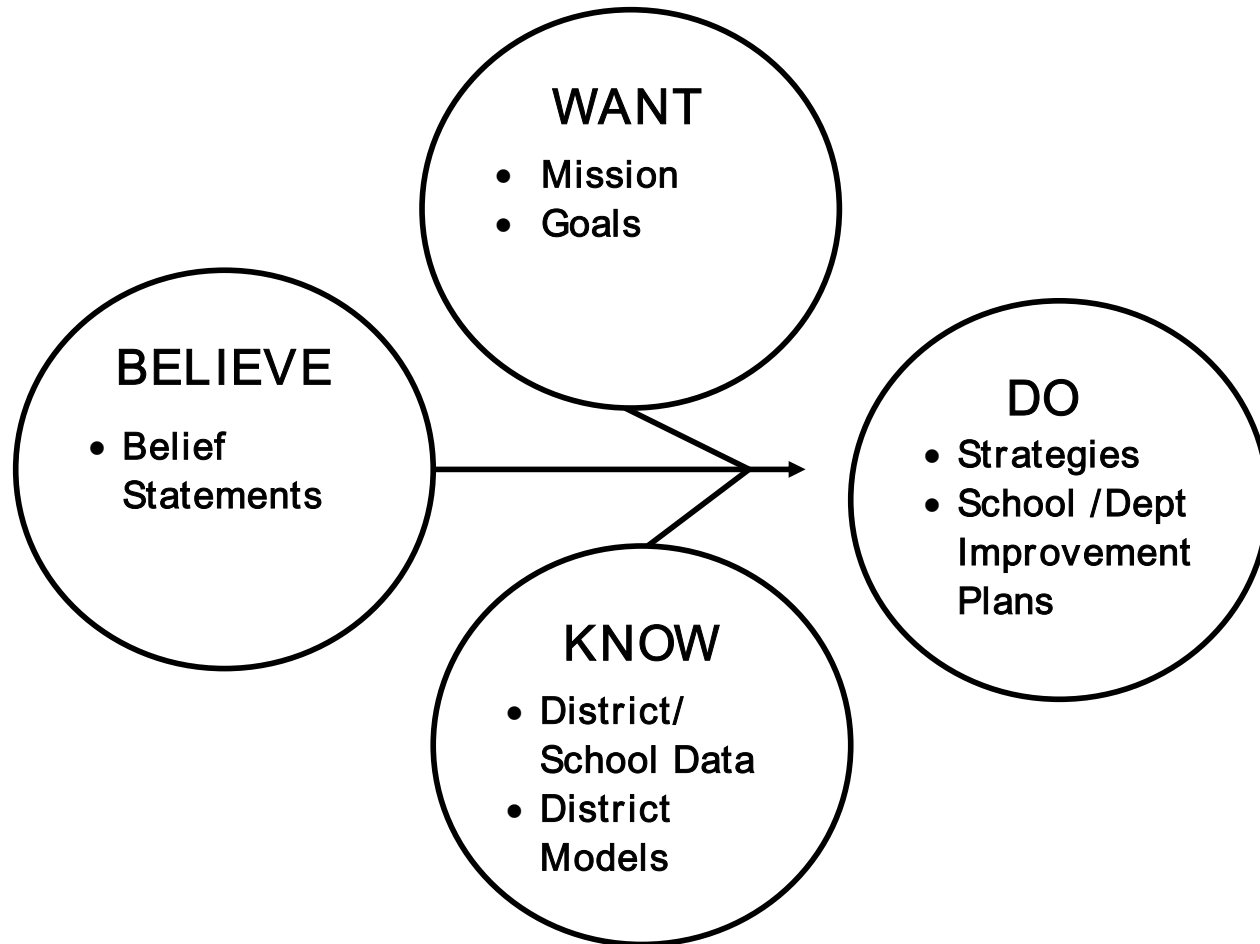 WANT
• Mission
• Goals
BELIEVE
• Belief
Statements
DO
• Strategies
• School /Dept
Improvement
Plans
KNOW
• District/
School Data
• District
Models